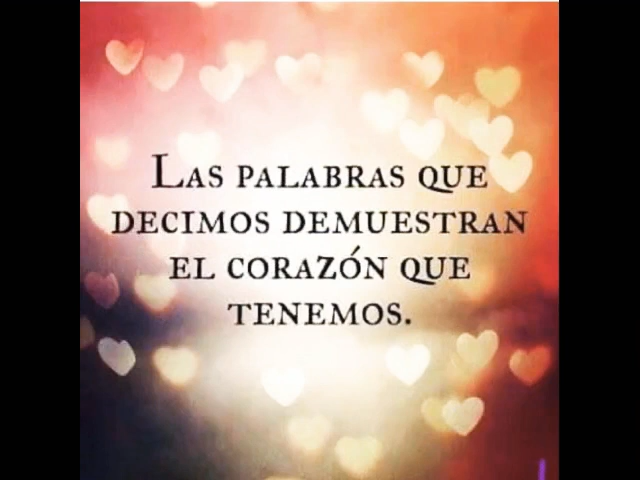 Las palabras que
decimos demuestran
el corazón que
tenemos.